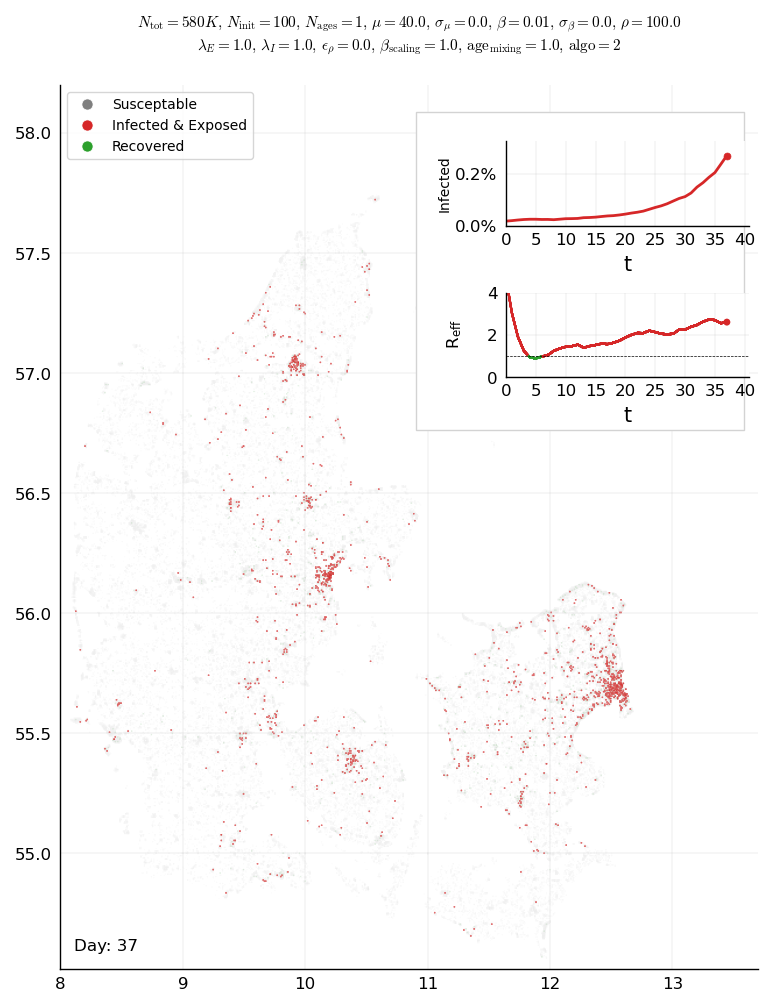 N_tot = 580K, N_init = 100, N_ages = 1, μ = 40.0, σ_μ = 0.0, β = 0.01, σ_β = 0.0, ρ = 100.0
λ_E = 1.0, λ_I = 1.0, ϵ_ρ = 0.0, β_scaling = 1.0, age_mixing = 1.0, algo = 2
Susceptable
Infected & Exposed
Recovered
58.0
57.5
57.0
56.5
56.0
55.5
55.0
8 9 10 11 12 13
Infected
0.2%
0.0%
0 5 10 15 20 25 30 35 40
t
R_eff
4
2
0
0 5 10 15 20 25 30 35 40
t
Day: 37